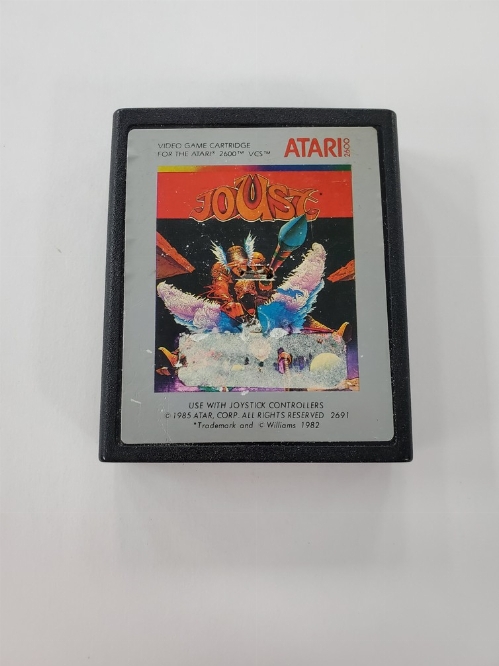 VIDEO GAME CARTRIDGE
FOR THE ATARI® 2600™ VCS™
ATARI 2600
JOUST
USE WITH JOYSTICK CONTROLLERS
© 1985 ATARI, CORP. ALL RIGHTS RESERVED 2691
*Trademark and © Williams 1982